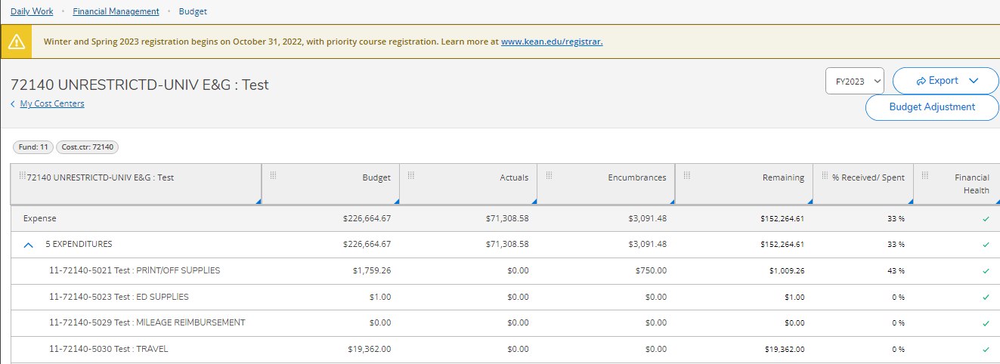 Daily Work • Financial Management • Budget
Winter and Spring 2023 registration begins on October 31, 2022, with priority course registration. Learn more at www.kean.edu/registrar.
72140 UNRESTRICTD-UNIV E&G : Test
FY2023
Export
< My Cost Centers
Budget Adjustment
Fund: 11 Cost.ctr: 72140
72140 UNRESTRICTD-UNIV E&G : Test Budget Actuals Encumbrances Remaining % Received/ Spent Financial
Health
Expense $226,664.67 $71,308.58 $3,091.48 $152,264.61 33 %
5 EXPENDITURES $226,664.67 $71,308.58 $3,091.48 $152,264.61 33 %
11-72140-5021 Test : PRINT/OFF SUPPLIES $1,759.26 $0.00 $750.00 $1,009.26 43 %
11-72140-5023 Test : ED SUPPLIES $1.00 $0.00 $0.00 $1.00 0 %
11-72140-5029 Test : MILEAGE REIMBURSEMENT $0.00 $0.00 $0.00 $0.00 0 %
11-72140-5030 Test : TRAVEL $19,362.00 $0.00 $0.00 $19,362.00 0 %